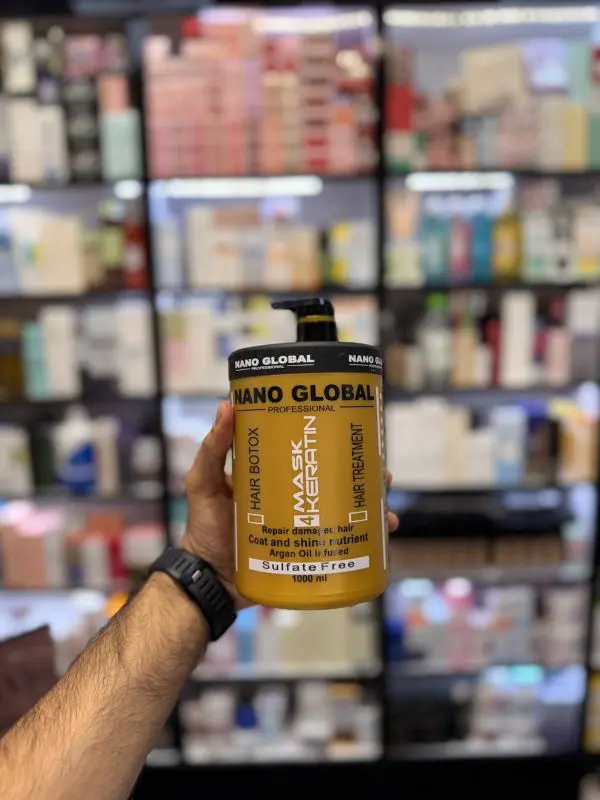 NANO GLOBAL
PROFESSIONAL
NANO GL
NANO GLOBAL
PROFESSIONAL
HAIR BOTOX
4 MASK
KERATIN
HAIR TREATMENT
Repair damaged hair
Coat and shine nutrient
Argan Oil infused
Sulfate Free
1000 ml